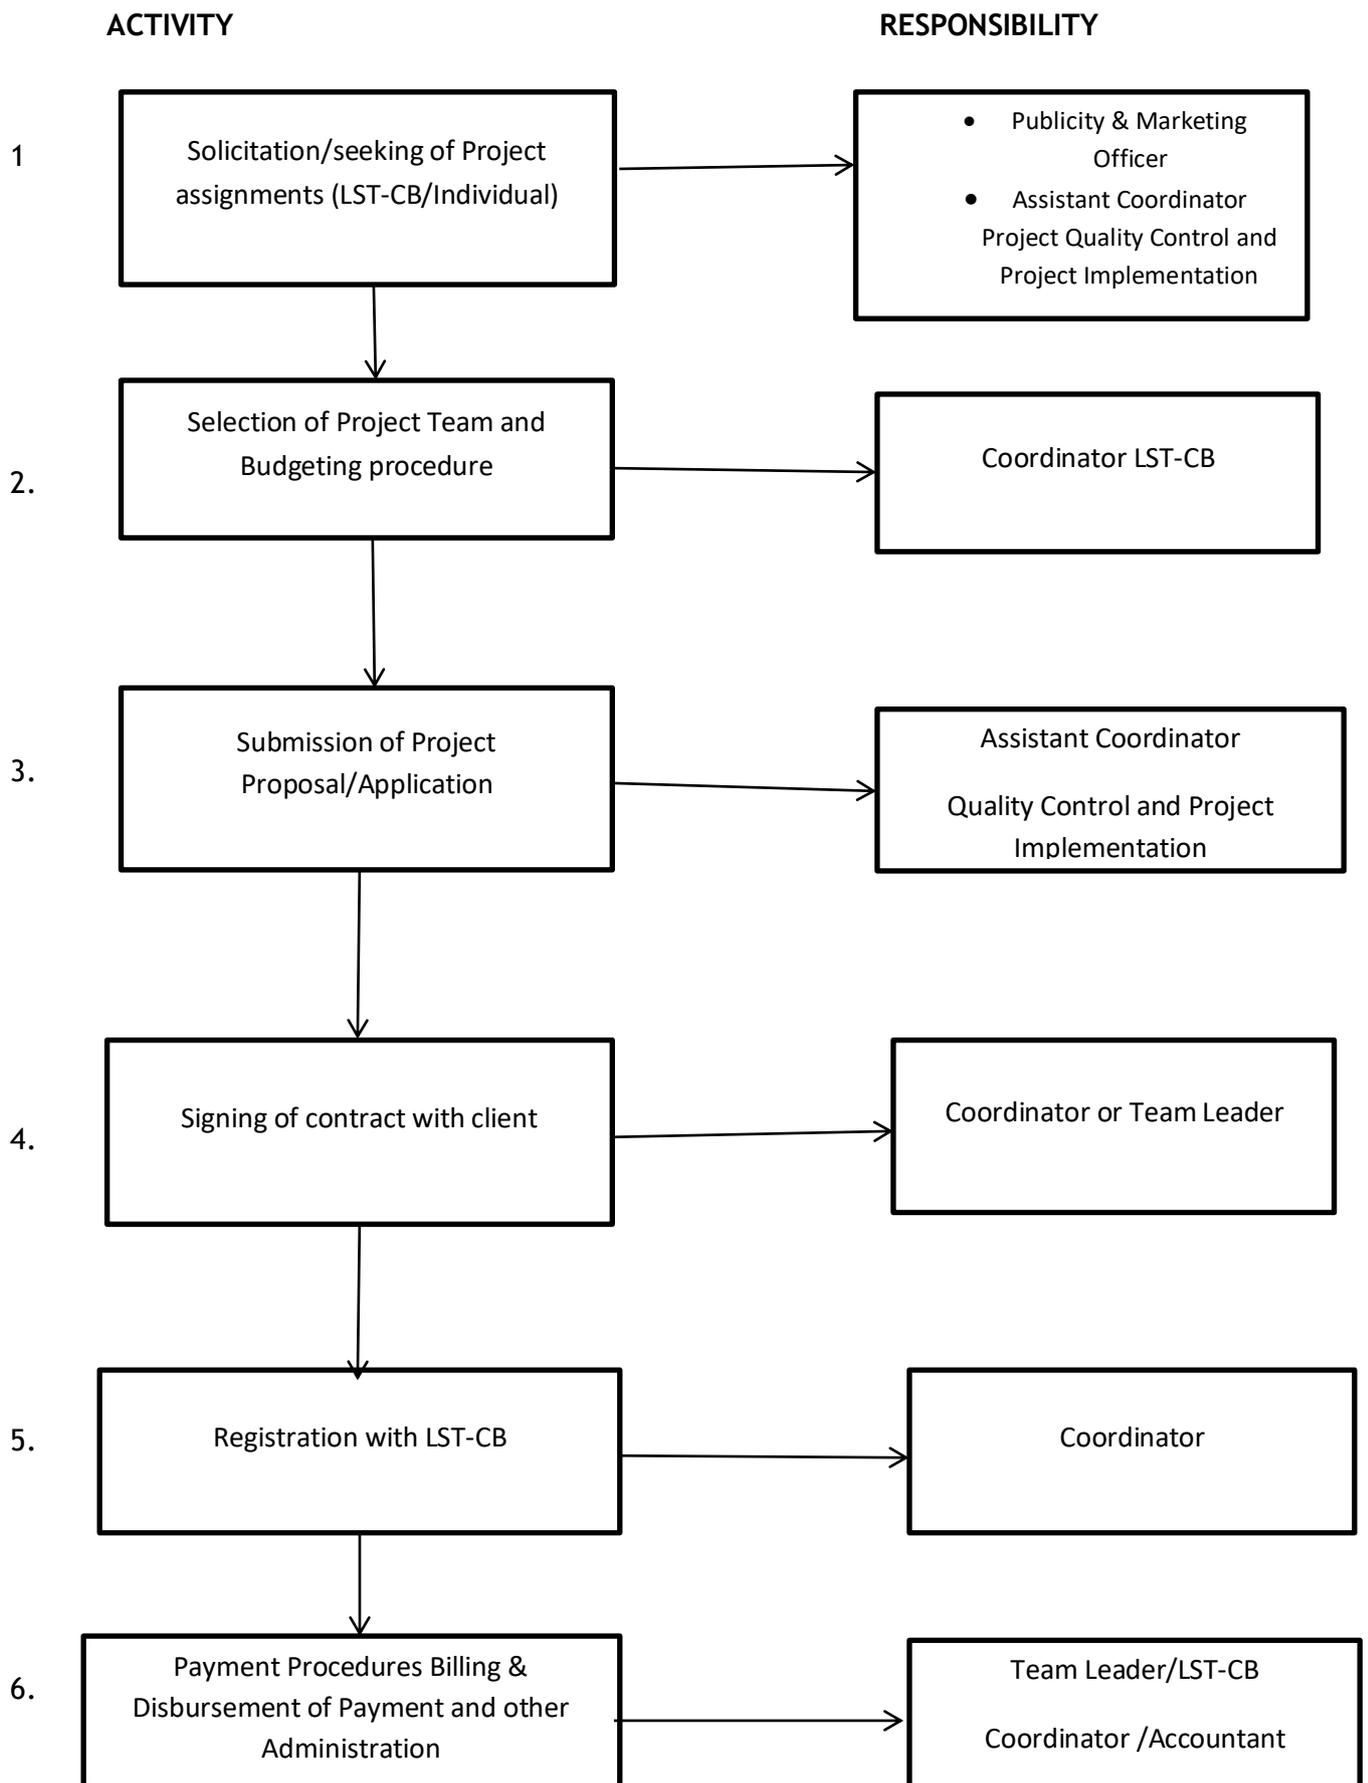 ACTIVITY
RESPONSIBILITY
1
Solicitation/seeking of Project
assignments (LST-CB/Individual)
• Publicity & Marketing
Officer
• Assistant Coordinator
Project Quality Control and
Project Implementation
2.
Selection of Project Team and
Budgeting procedure
Coordinator LST-CB
3.
Submission of Project
Proposal/Application
Assistant Coordinator
Quality Control and Project
Implementation
4.
Signing of contract with client
Coordinator or Team Leader
5.
Registration with LST-CB
Coordinator
6.
Payment Procedures Billing &
Disbursement of Payment and other
Administration
Team Leader/LST-CB
Coordinator /Accountant